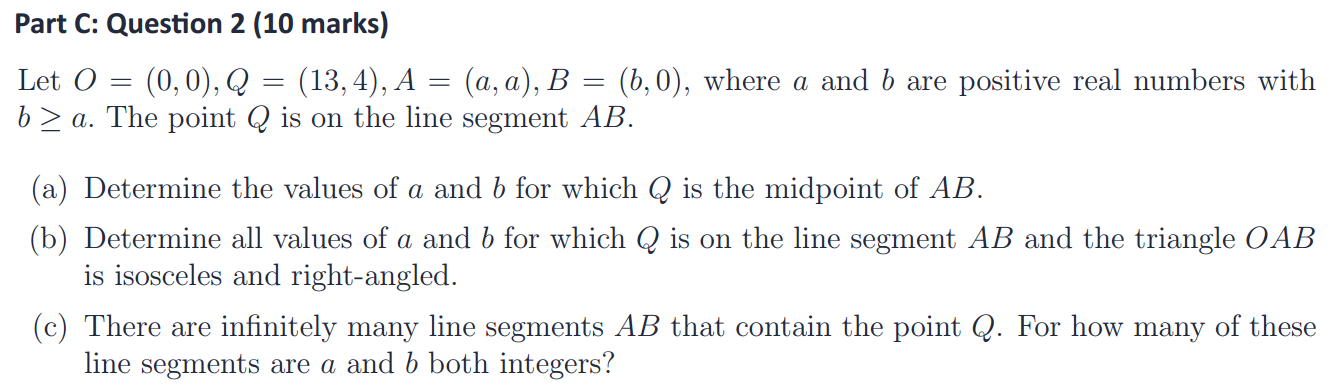 Part C: Question 2 (10 marks)
Let O = (0, 0), Q = (13, 4), A = (a, a), B = (b, 0), where a and b are positive real numbers with
b ≥ a. The point Q is on the line segment AB.
(a) Determine the values of a and b for which Q is the midpoint of AB.
(b) Determine all values of a and b for which Q is on the line segment AB and the triangle OAB
is isosceles and right-angled.
(c) There are infinitely many line segments AB that contain the point Q. For how many of these
line segments are a and b both integers?